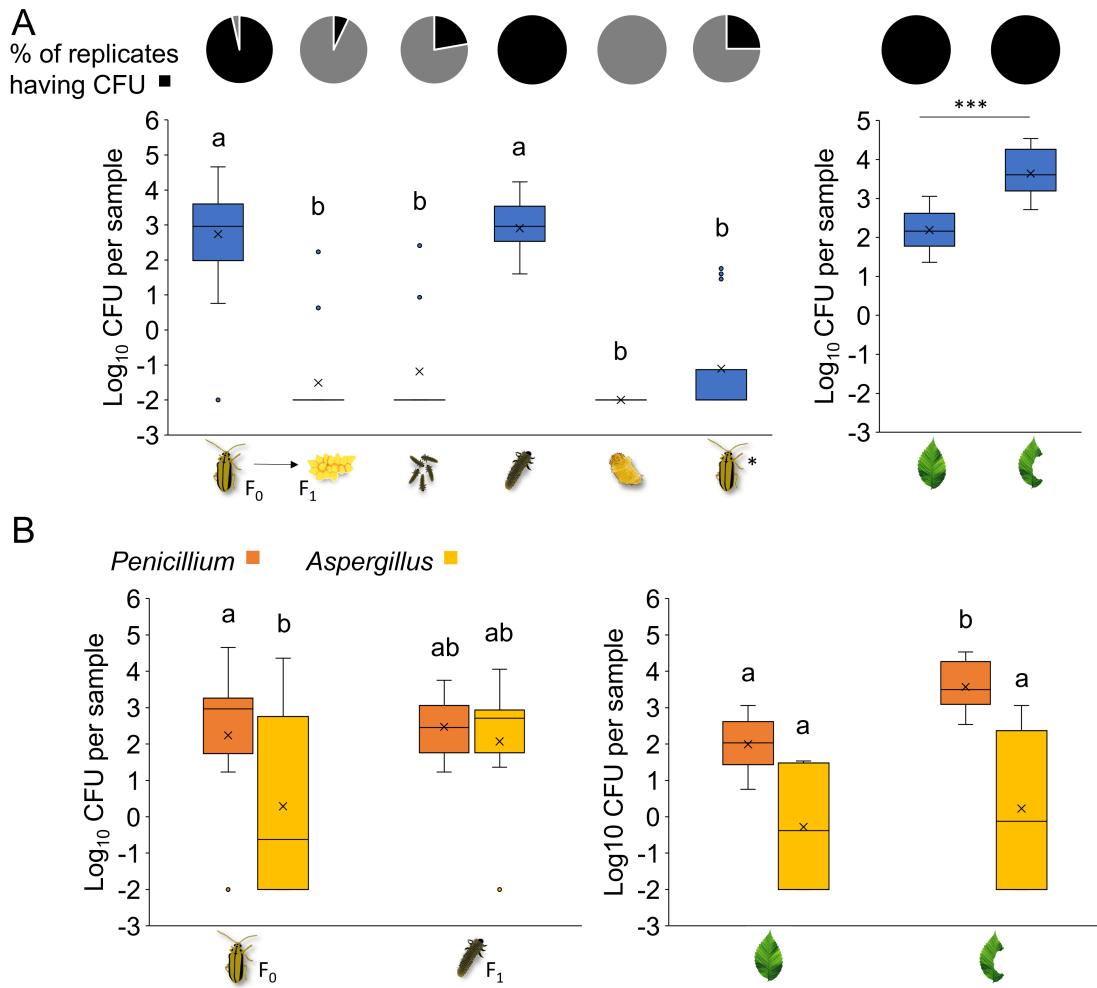 A
% of replicates
having CFU
6
5
4
3
2
1
0
-1
-2
-3
Log10 CFU per sample
a
b
b
a
b
b
F0
F1
*
5
4
3
2
1
0
-1
-2
-3
Log10 CFU per sample
***
B
Penicillium
Aspergillus
6
5
4
3
2
1
0
-1
-2
-3
Log10 CFU per sample
a
b
ab
ab
F0
F1
6
5
4
3
2
1
0
-1
-2
-3
Log10 CFU per sample
a
a
b
a